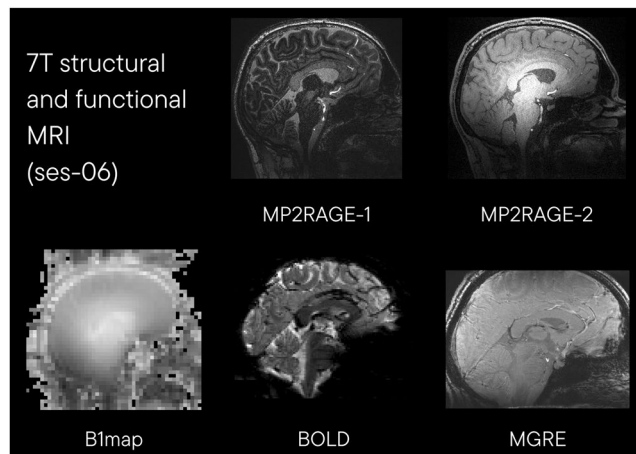 7T structural
and functional
MRI
(ses-06)
MP2RAGE-1
MP2RAGE-2
B1map
BOLD
MGRE